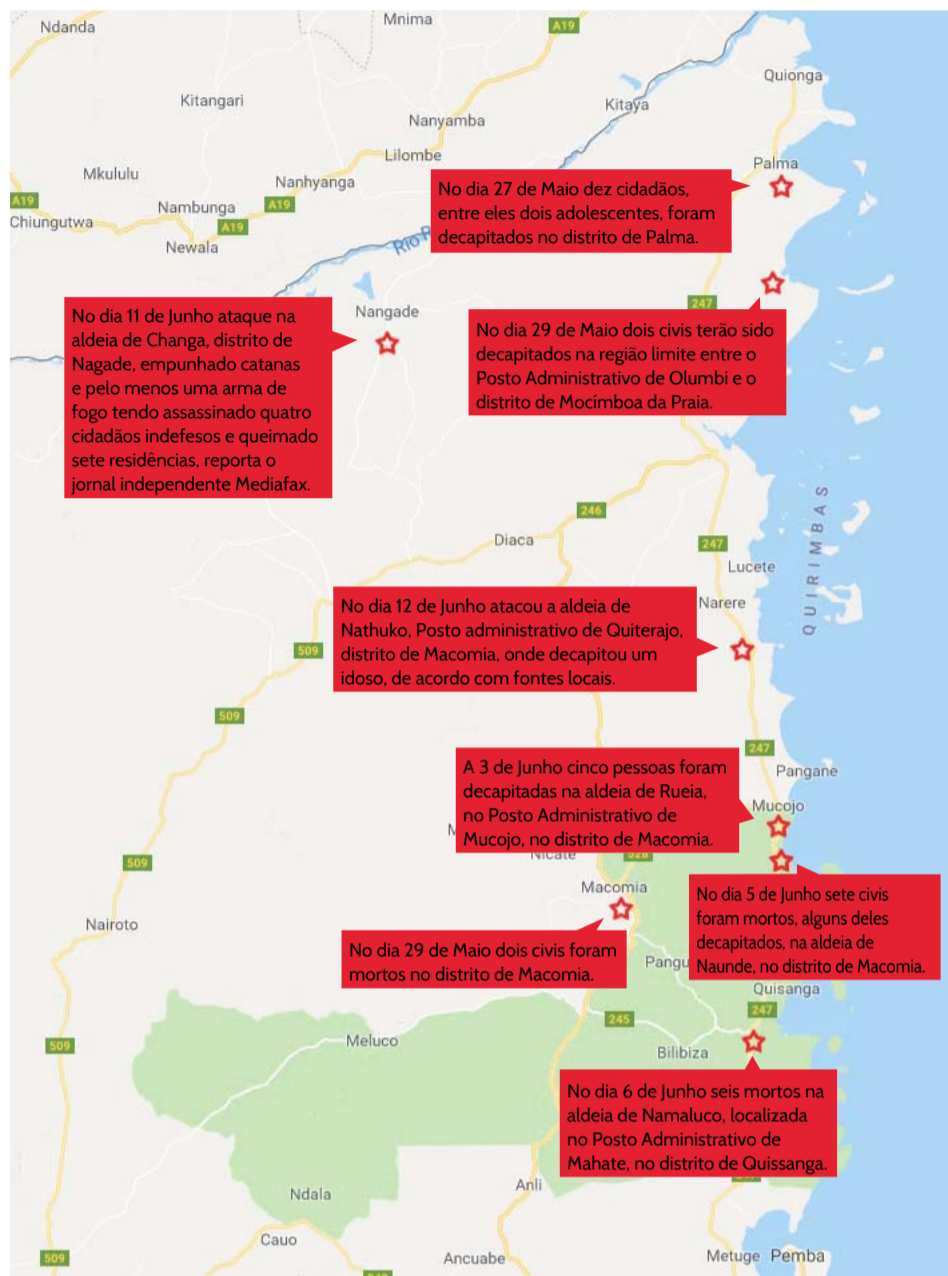 Mnima
A19
Ndanda
Quionga
Kitangari
Kitaya
Nanyamba
Lilombe
Palma
Mkululu
Nanhyanga
No dia 27 de Maio dez cidadãos,
entre eles dois adolescentes, foram
decapitados no distrito de Palma.
A19
Nambunga
A19
Chiungutwa
A19
Newala
Rio
247
Nangade
No dia 11 de Junho ataque na
aldeia de Changa, distrito de
Nagade, empunhado catanas
e pelo menos uma arma de
fogo tendo assassinado quatro
cidadãos indefesos e queimado
sete residências, reporta o
jornal independente Mediafax.
No dia 29 de Maio dois civis terão sido
decapitados na região limite entre o
Posto Administrativo de Olumbi e o
distrito de Mocímboa da Praia.
246
Diaca
247
Lucete
QUIRIMBAS
Narere
No dia 12 de Junho atacou a aldeia de
Nathuko, Posto administrativo de Quiterajo,
distrito de Macomia, onde decapitou um
idoso, de acordo com fontes locais.
509
509
247
Pangane
A 3 de Junho cinco pessoas foram
decapitadas na aldeia de Rueia,
no Posto Administrativo de
Mucojo, no distrito de Macomia.
Mucojo
Nicate
528
509
Macomia
No dia 5 de Junho sete civis
foram mortos, alguns deles
decapitados, na aldeia de
Naunde, no distrito de Macomia.
Nairoto
No dia 29 de Maio dois civis foram
mortos no distrito de Macomia.
Quisanga
247
245
509
Meluco
Bilibiza
No dia 6 de Junho seis mortos na
aldeia de Namaluco, localizada
no Posto Administrativo de
Mahate, no distrito de Quissanga.
Anli
Ndala
Cauo
509
Ancuabe
Metuge
Pemba